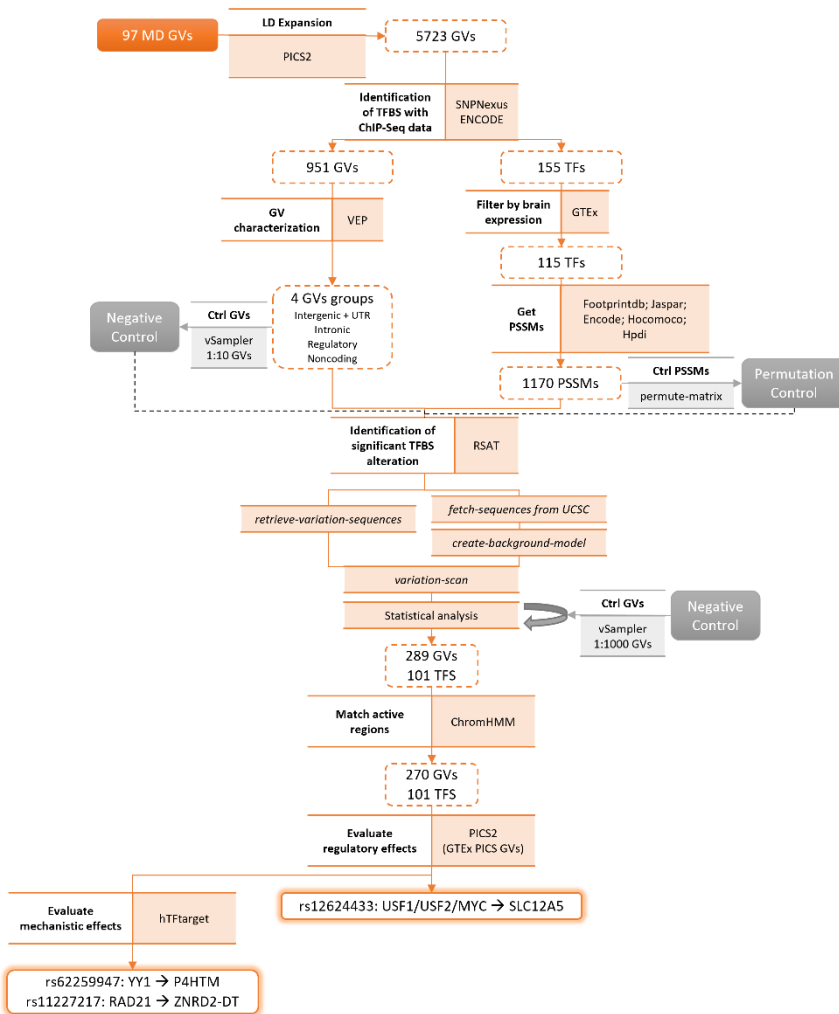 97 MD GVs
LD Expansion
PICS2
5723 GVs
Identification
of TFBS with
ChIP-Seq data
SNPNexus
ENCODE
951 GVs
155 TFs
GV
characterization
VEP
Filter by brain
expression
GTEx
115 TFs
4 GVs groups
Intergenic + UTR
Intronic
Regulatory
Noncoding
Ctrl GVs
vSampler
1:10 GVs
Negative
Control
Get
PSSMs
Footprintdb; Jaspar;
Encode; Hocomoco;
Hpdi
1170 PSSMs
Ctrl PSSMs
permute-matrix
Permutation
Control
Identification of
significant TFBS
alteration
RSAT
retrieve-variation-sequences
fetch-sequences from UCSC
create-background-model
variation-scan
Statistical analysis
Ctrl GVs
vSampler
1:1000 GVs
Negative
Control
289 GVs
101 TFS
Match active
regions
ChromHMM
270 GVs
101 TFS
Evaluate
regulatory effects
PICS2
(GTEx PICS GVs)
rs12624433: USF1/USF2/MYC → SLC12A5
Evaluate
mechanistic effects
hTFtarget
rs62259947: YY1 → P4HTM
rs11227217: RAD21 → ZNRD2-DT